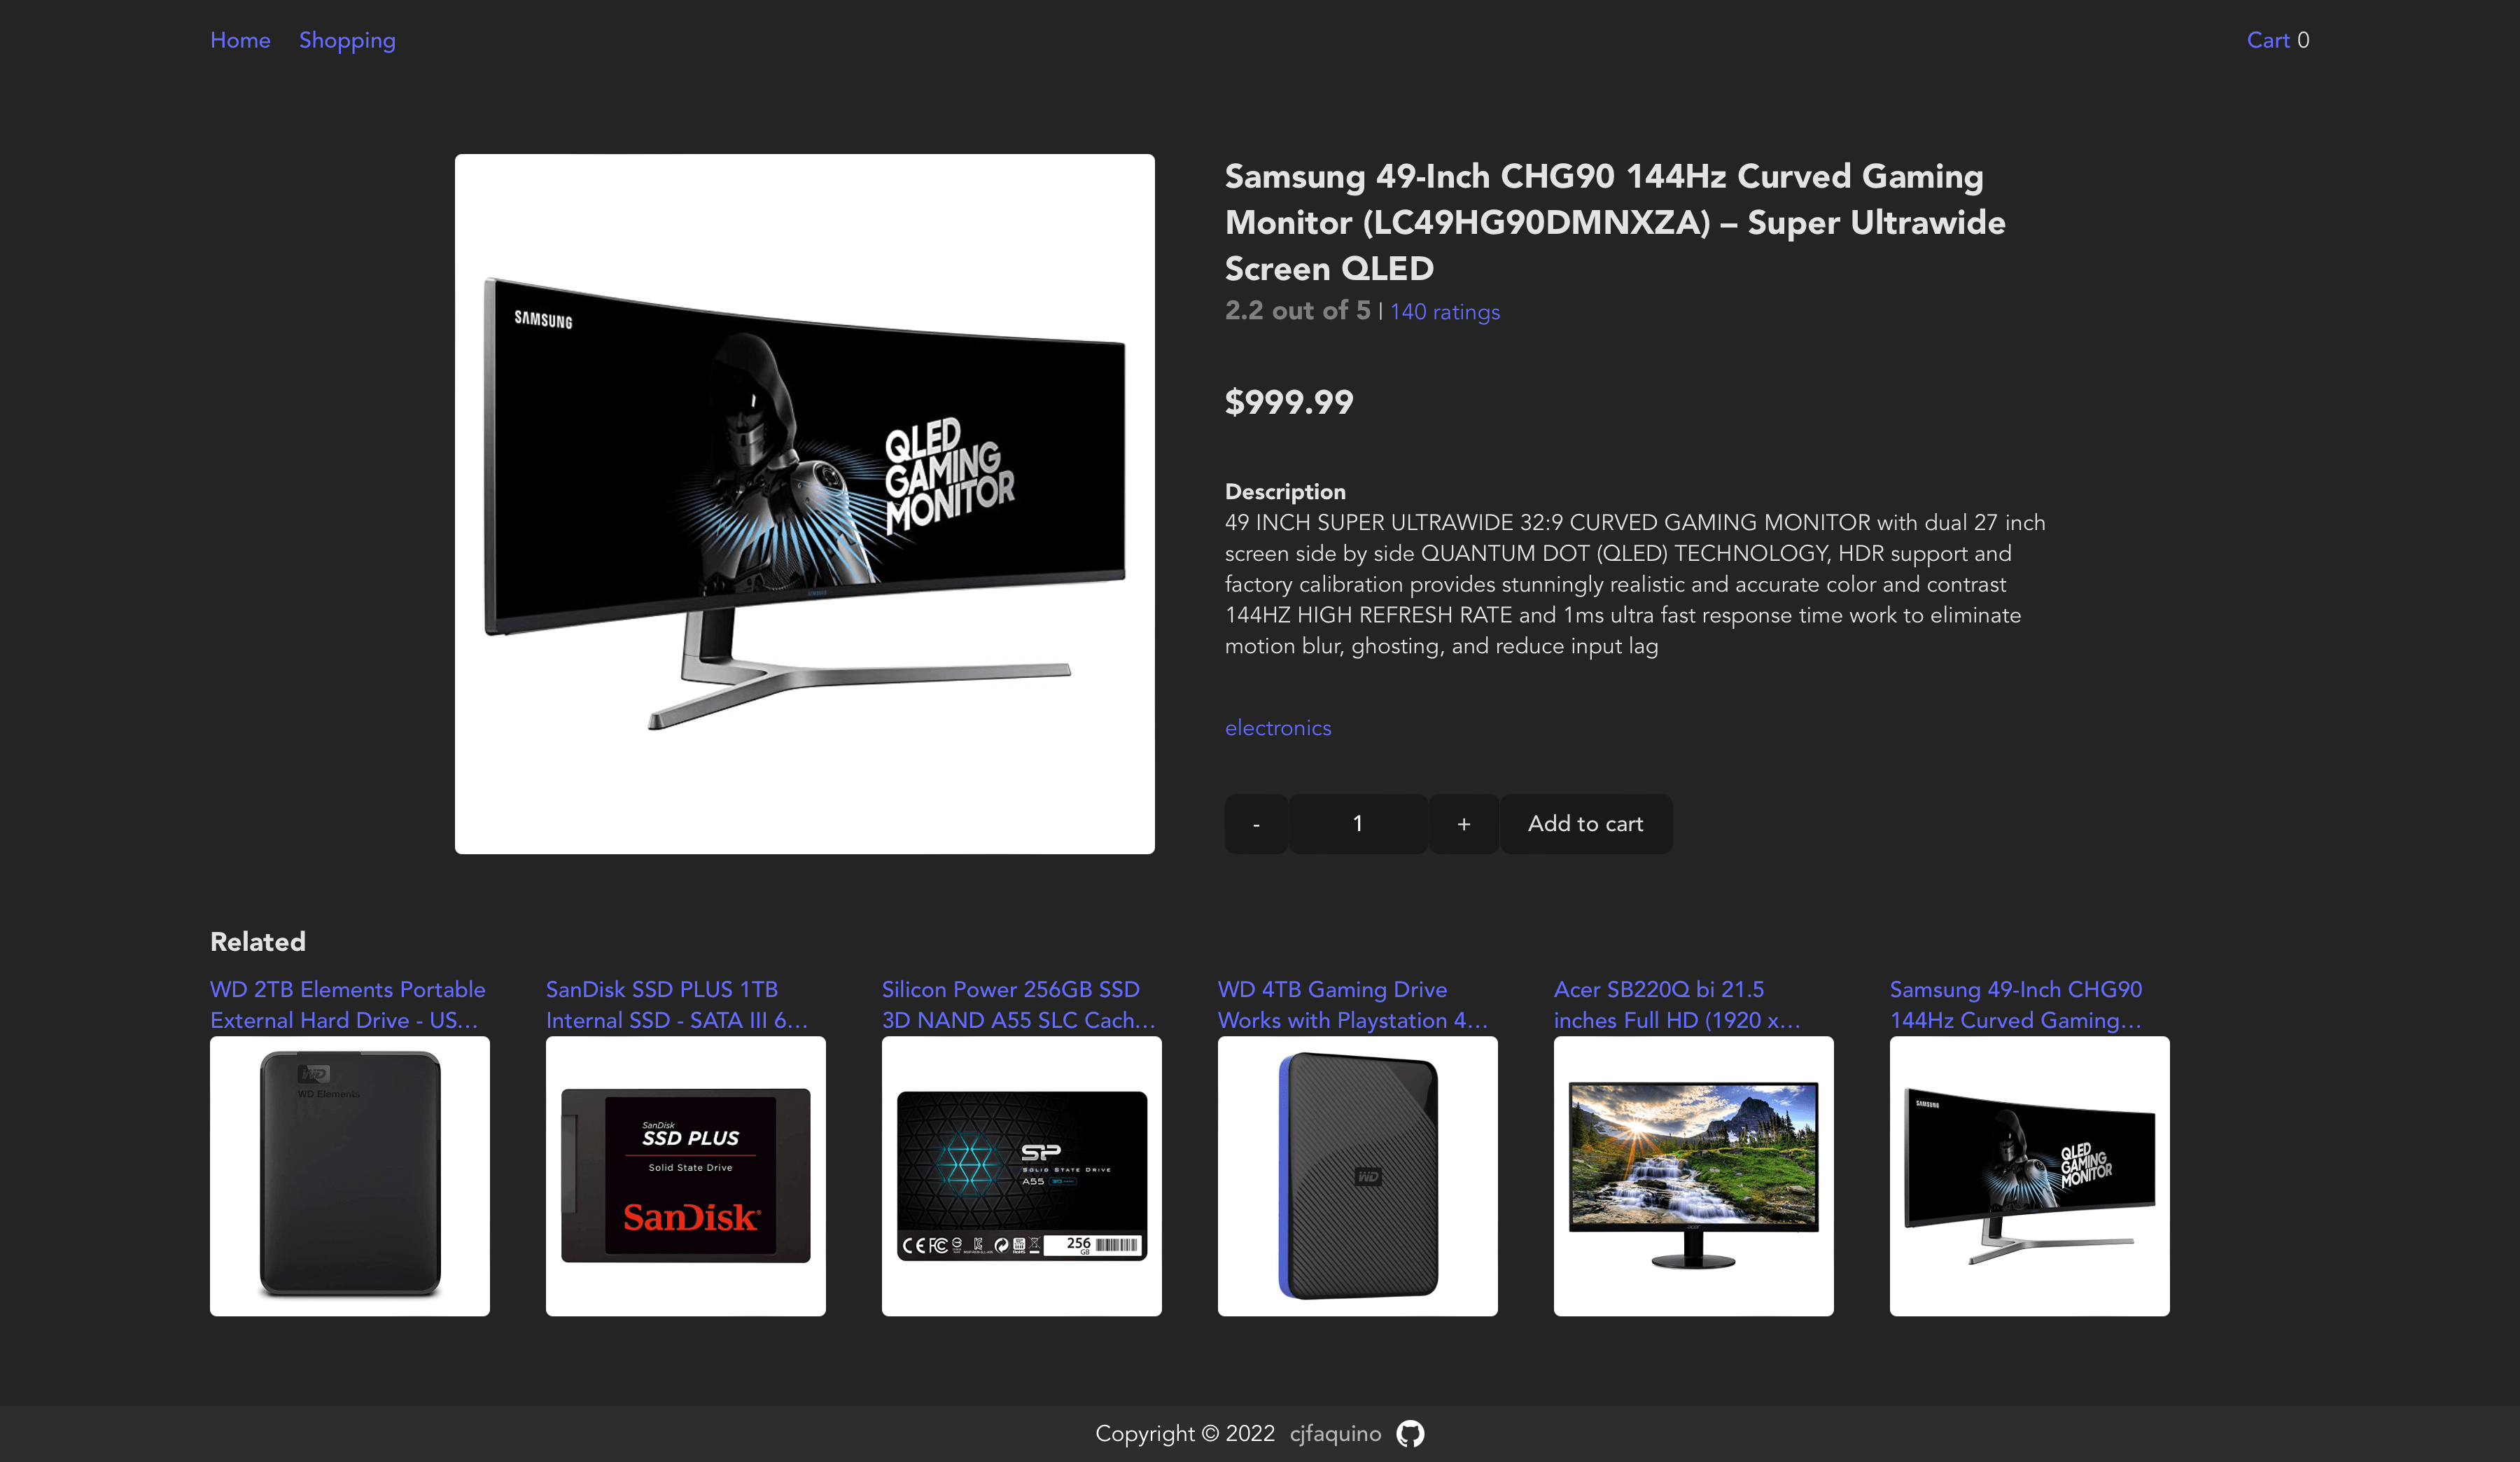 Home Shopping Cart 0
SAMSUNG
QLED
GAMING
MONITOR
Samsung 49-Inch CHG90 144Hz Curved Gaming
Monitor (LC49HG90DMNXZA) – Super Ultrawide
Screen QLED
2.2 out of 5 | 140 ratings
$999.99
Description
49 INCH SUPER ULTRAWIDE 32:9 CURVED GAMING MONITOR with dual 27 inch
screen side by side QUANTUM DOT (QLED) TECHNOLOGY, HDR support and
factory calibration provides stunningly realistic and accurate color and contrast
144HZ HIGH REFRESH RATE and 1ms ultra fast response time work to eliminate
motion blur, ghosting, and reduce input lag
electronics
- 1 + Add to cart
Related
WD 2TB Elements Portable
External Hard Drive - US…
WD
WD Elements
SanDisk SSD PLUS 1TB
Internal SSD - SATA III 6…
SanDisk
SSD PLUS
Solid State Drive
SanDisk
Silicon Power 256GB SSD
3D NAND A55 SLC Cach…
SP
SOLID STATE DRIVE
A55
256
GB
WD 4TB Gaming Drive
Works with Playstation 4…
WD
Acer SB220Q bi 21.5
inches Full HD (1920 x…
acer
Samsung 49-Inch CHG90
144Hz Curved Gaming…
SAMSUNG
QLED
GAMING
MONITOR
Copyright © 2022 cjfaquino